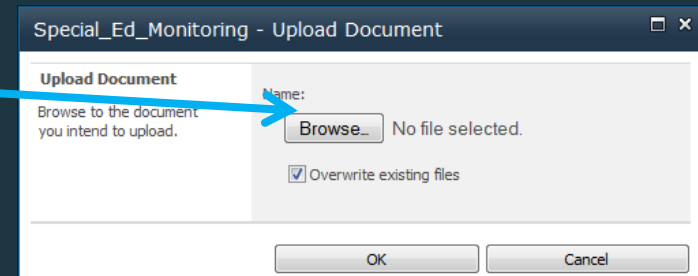 Special_Ed_Monitoring - Upload Document
Upload Document
Browse to the document
you intend to upload.
Name:
Browse... No file selected.
Overwrite existing files
OK Cancel